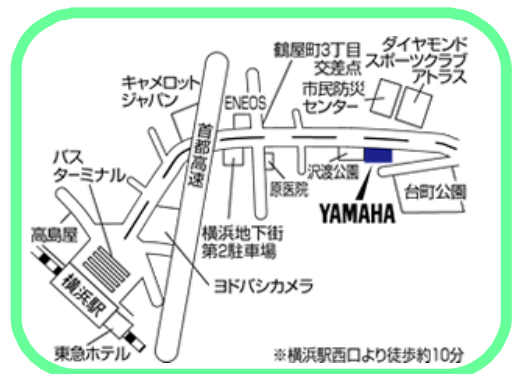 鶴屋町3丁目
交差点
ダイヤモンド
スポーツクラブ
アトラス
市民防災
センター
キャメロット
ジャパン
ENEOS
首都高速
バス
ターミナル
原医院
沢渡公園
台町公園
YAMAHA
高島屋
横浜地下街
第2駐車場
ヨドバシカメラ
横浜駅
東急ホテル
※横浜駅西口より徒歩約10分